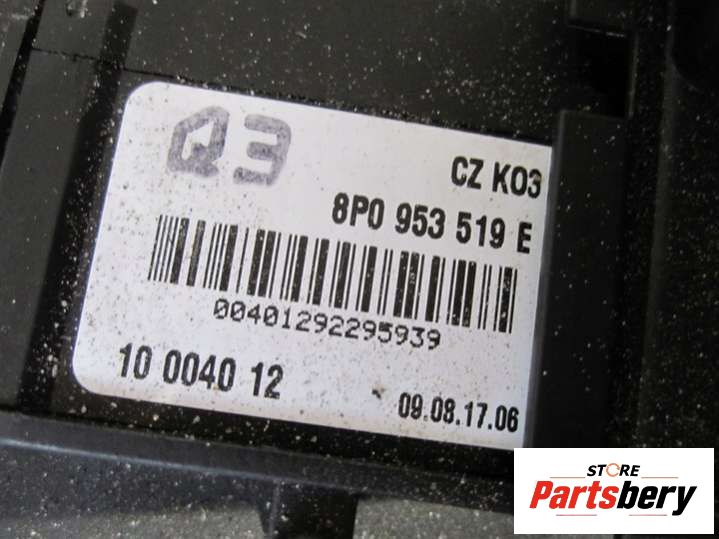 Q3
CZ K03
8P0 953 519 E
00401292295939
10 0040 12
09.08.17.06
STORE
Partsbery